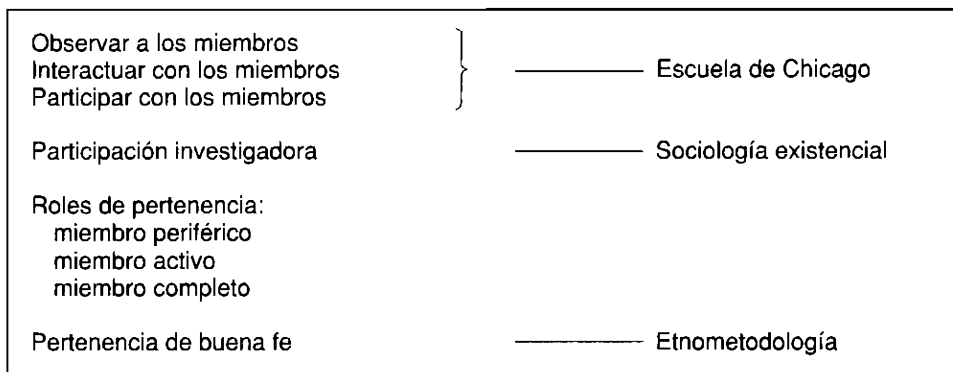 Observar a los miembros
Interactuar con los miembros
Participar con los miembros
Escuela de Chicago
Participación investigadora
Sociología existencial
Roles de pertenencia:
miembro periférico
miembro activo
miembro completo
Pertenencia de buena fe
Etnometodología